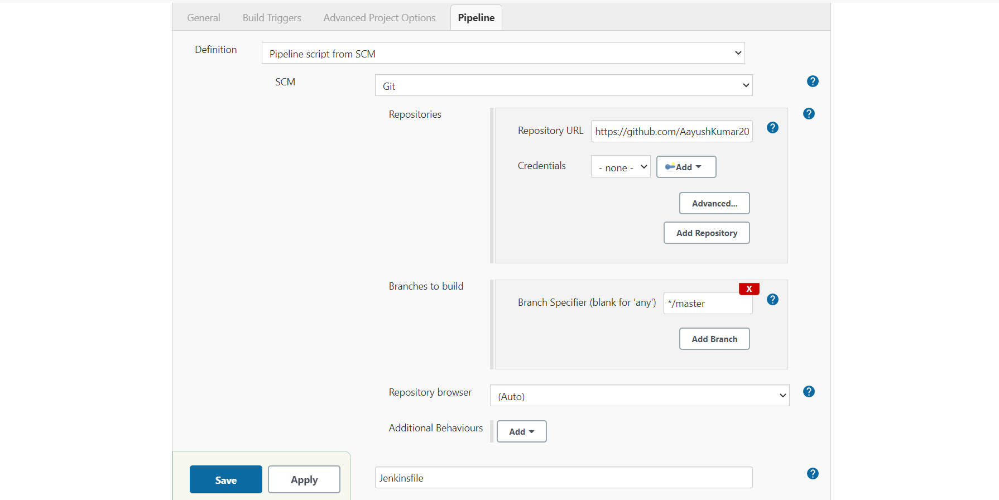 General Build Triggers Advanced Project Options Pipeline
Definition Pipeline script from SCM
SCM Git ?
Repositories ?
Repository URL https://github.com/AayushKumar20 ?
Credentials - none - Add
Advanced...
Add Repository
Branches to build
X
Branch Specifier (blank for 'any') */master ?
Add Branch
Repository browser (Auto) ?
Additional Behaviours Add
Save Apply Jenkinsfile ?